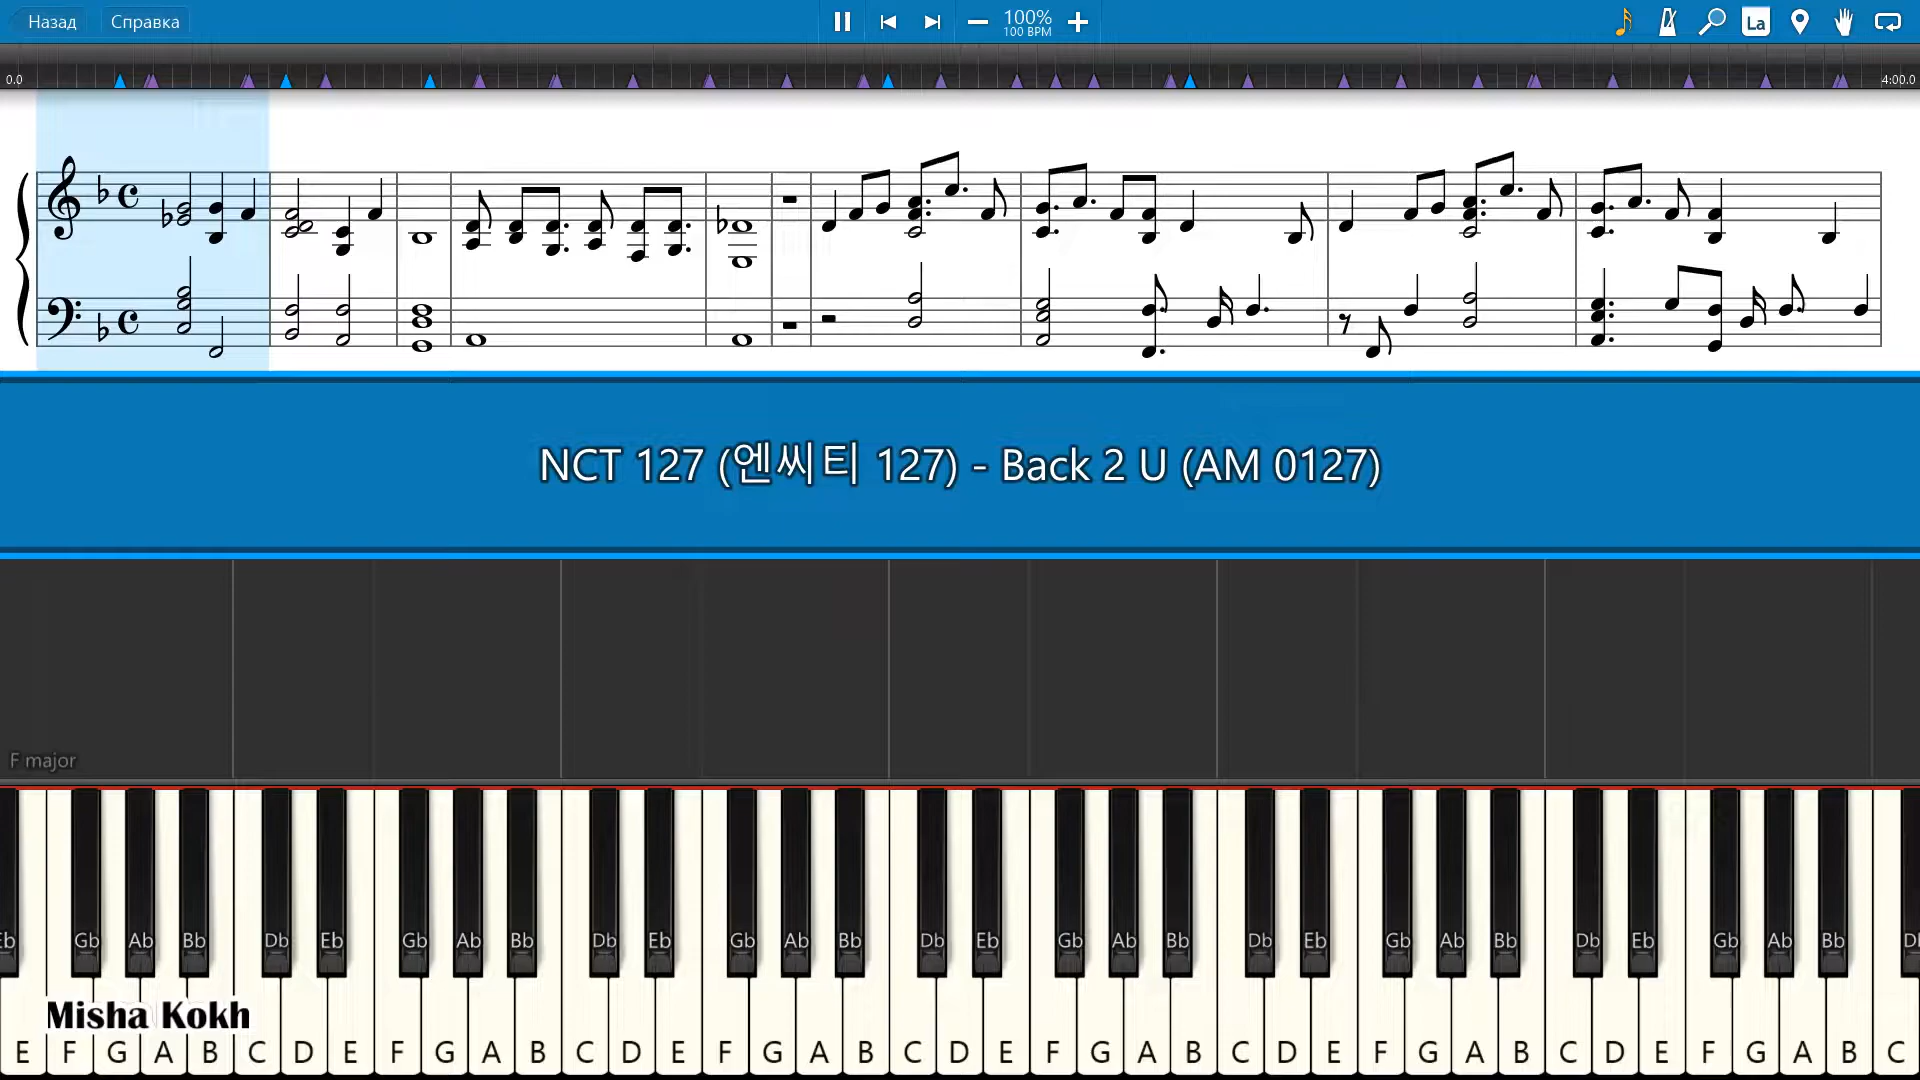 Назад Справка 100% La
100 BPM
0.0 4:00.0
NCT 127 (엔씨티 127) - Back 2 U (AM 0127)
F major
Eb Gb Ab Bb Db Eb Gb Ab Bb Db Eb Gb Ab Bb Db Eb Gb Ab Bb Db Eb Gb Ab Bb Db Eb Gb Ab Bb
Misha Kokh
E F G A B C D E F G A B C D E F G A B C D E F G A B C D E F G A B C D E F G A B C